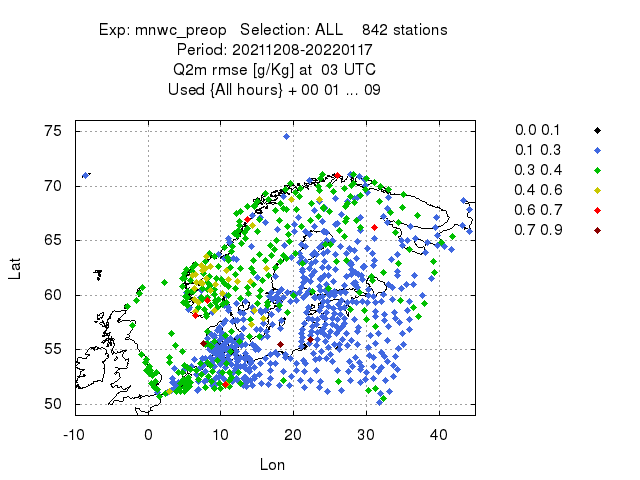 Exp: mnwc_preop   Selection: ALL    842 stations
Period: 20211208-20220117
Q2m rmse [g/Kg] at  03 UTC
Used {All hours} + 00 01 ... 09
0.0 0.1
0.1 0.3
0.3 0.4
0.4 0.6
0.6 0.7
0.7 0.9
75
70
65
60
55
50
Lat
-10 0 10 20 30 40
Lon